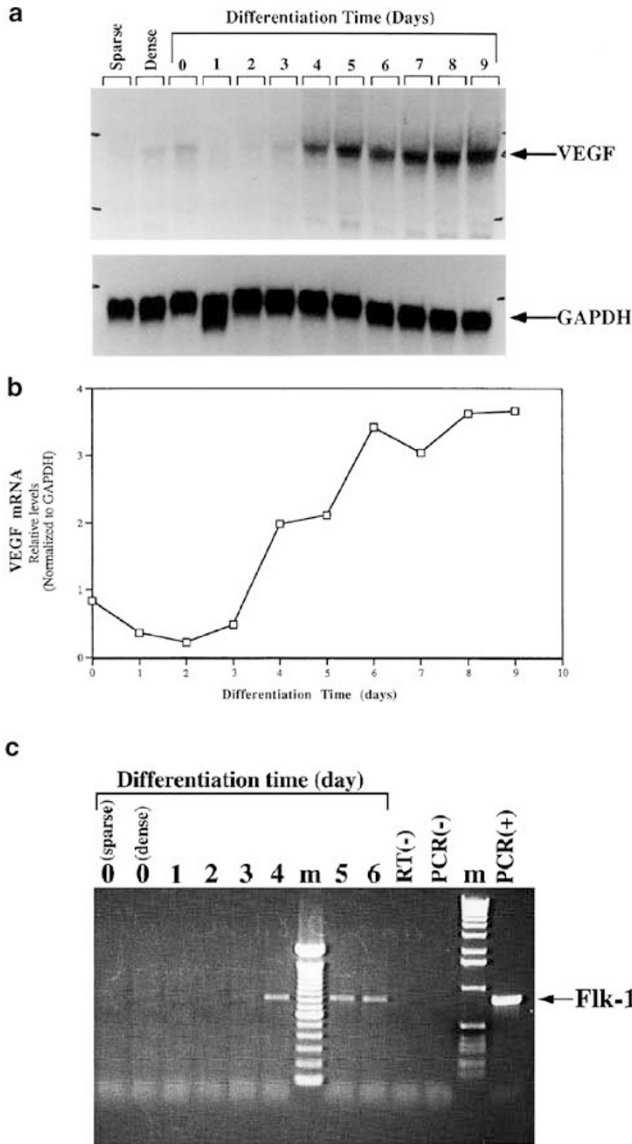 a
Differentiation Time (Days)
Sparse Dense 0 1 2 3 4 5 6 7 8 9
VEGF
GAPDH
b
VEGF mRNA
Relative levels
(Normalized to GAPDH)
4
3
2
1
0
0 1 2 3 4 5 6 7 8 9 10
Differentiation Time (days)
c
Differentiation time (day)
0(sparse) 0(dense) 1 2 3 4 m 5 6 RT(-) PCR(-) m PCR(+)
Flk-1